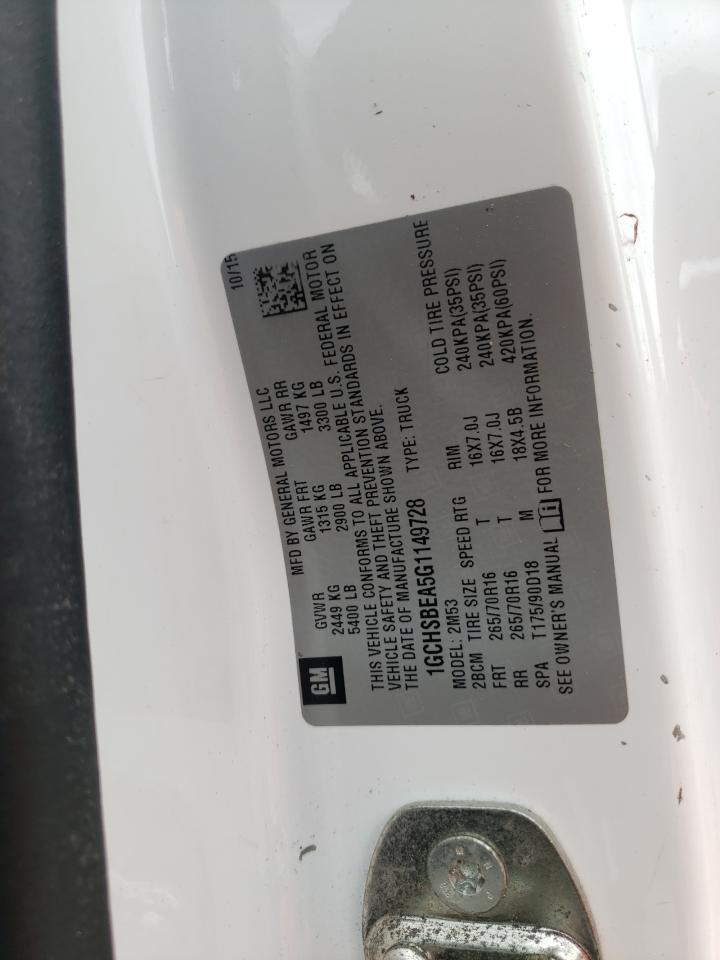 10/15
GM
MFD BY GENERAL MOTORS LLC
GVWR GAWR FRT GAWR RR
2449 KG 1315 KG 1497 KG
5400 LB 2900 LB 3300 LB
THIS VEHICLE CONFORMS TO ALL APPLICABLE U.S. FEDERAL MOTOR
VEHICLE SAFETY AND THEFT PREVENTION STANDARDS IN EFFECT ON
THE DATE OF MANUFACTURE SHOWN ABOVE.
1GCHSBEA5G1149728 TYPE: TRUCK
MODEL: 2M53
2BCM TIRE SIZE SPEED RTG RIM COLD TIRE PRESSURE
FRT 265/70R16 T 16X7.0J 240KPA(35PSI)
RR 265/70R16 T 16X7.0J 240KPA(35PSI)
SPA T175/90D18 M 18X4.5B 420KPA(60PSI)
SEE OWNER'S MANUAL i FOR MORE INFORMATION.